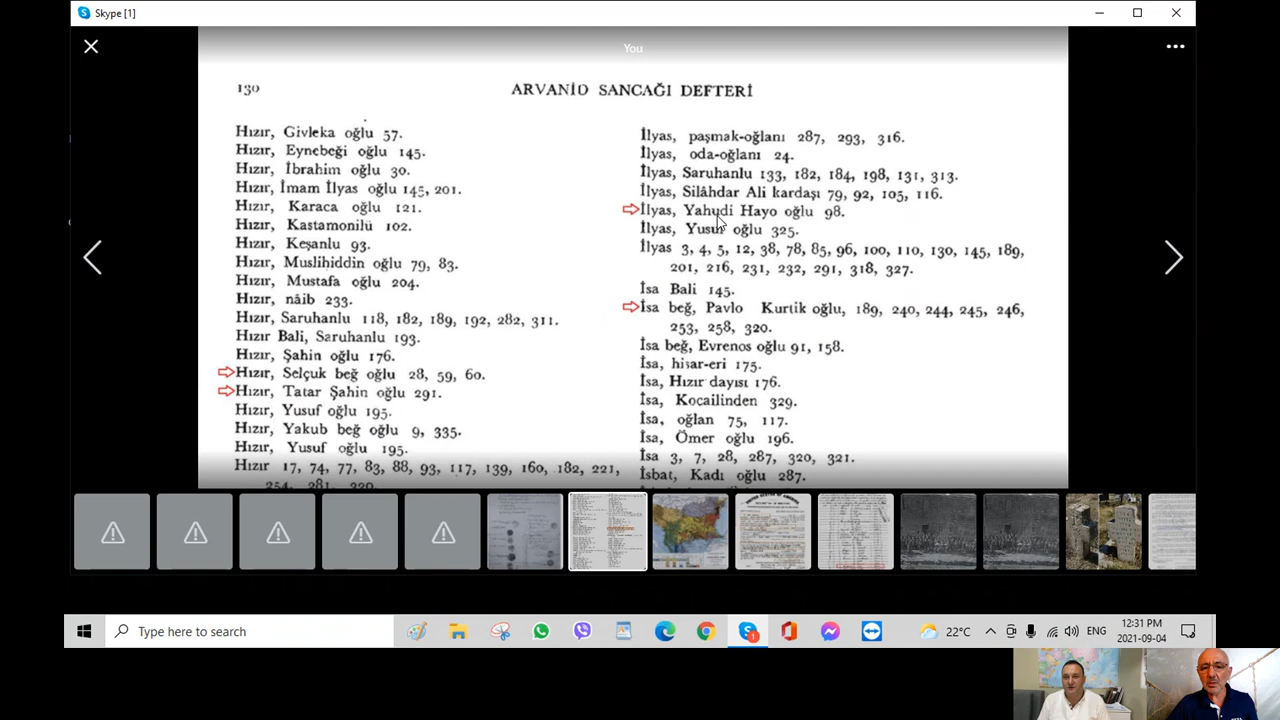 Skype [1]
You
130
ARVANİD SANCAĞI DEFTERİ
Hızır, Givleka oğlu 57.
Hızır, Eynebeği oğlu 145.
Hızır, İbrahim oğlu 30.
Hızır, İmam İlyas oğlu 145, 201.
Hızır, Karaca oğlu 121.
Hızır, Kastamonilü 102.
Hızır, Keşanlu 93.
Hızır, Muslihiddin oğlu 79, 83.
Hızır, Mustafa oğlu 204.
Hızır, nâib 233.
Hızır, Saruhanlu 118, 182, 189, 192, 282, 311.
Hızır Bali, Saruhanlu 193.
Hızır, Şahin oğlu 176.
Hızır, Selçuk beğ oğlu 28, 59, 60.
Hızır, Tatar Şahin oğlu 291.
Hızır, Yusuf oğlu 195.
Hızır, Yakub beğ oğlu 9, 335.
Hızır, Yusuf oğlu 195.
Hızır 17, 74, 77, 83, 88, 93, 117, 139, 160, 182, 221,
254, 281, 320.
İlyas, paşmak-oğlanı 287, 293, 316.
İlyas, oda-oğlanı 24.
İlyas, Saruhanlu 133, 182, 184, 198, 131, 313.
İlyas, Silâhdar Ali kardaşı 79, 92, 105, 116.
İlyas, Yahudi Hayo oğlu 98.
İlyas, Yusuf oğlu 325.
İlyas 3, 4, 5, 12, 38, 78, 85, 96, 100, 110, 130, 145, 189,
201, 216, 231, 232, 291, 318, 327.
İsa Bali 145.
İsa beğ, Pavlo Kurtik oğlu, 189, 240, 244, 245, 246,
253, 258, 320.
İsa beğ, Evrenos oğlu 91, 158.
İsa, hisar-eri 175.
İsa, Hızır dayısı 176.
İsa, Kocailinden 329.
İsa, oğlan 75, 117.
İsa, Ömer oğlu 196.
İsa 3, 7, 28, 287, 320, 321.
İsbat, Kadı oğlu 287.
Type here to search
22°C
ENG
12:31 PM
2021-09-04